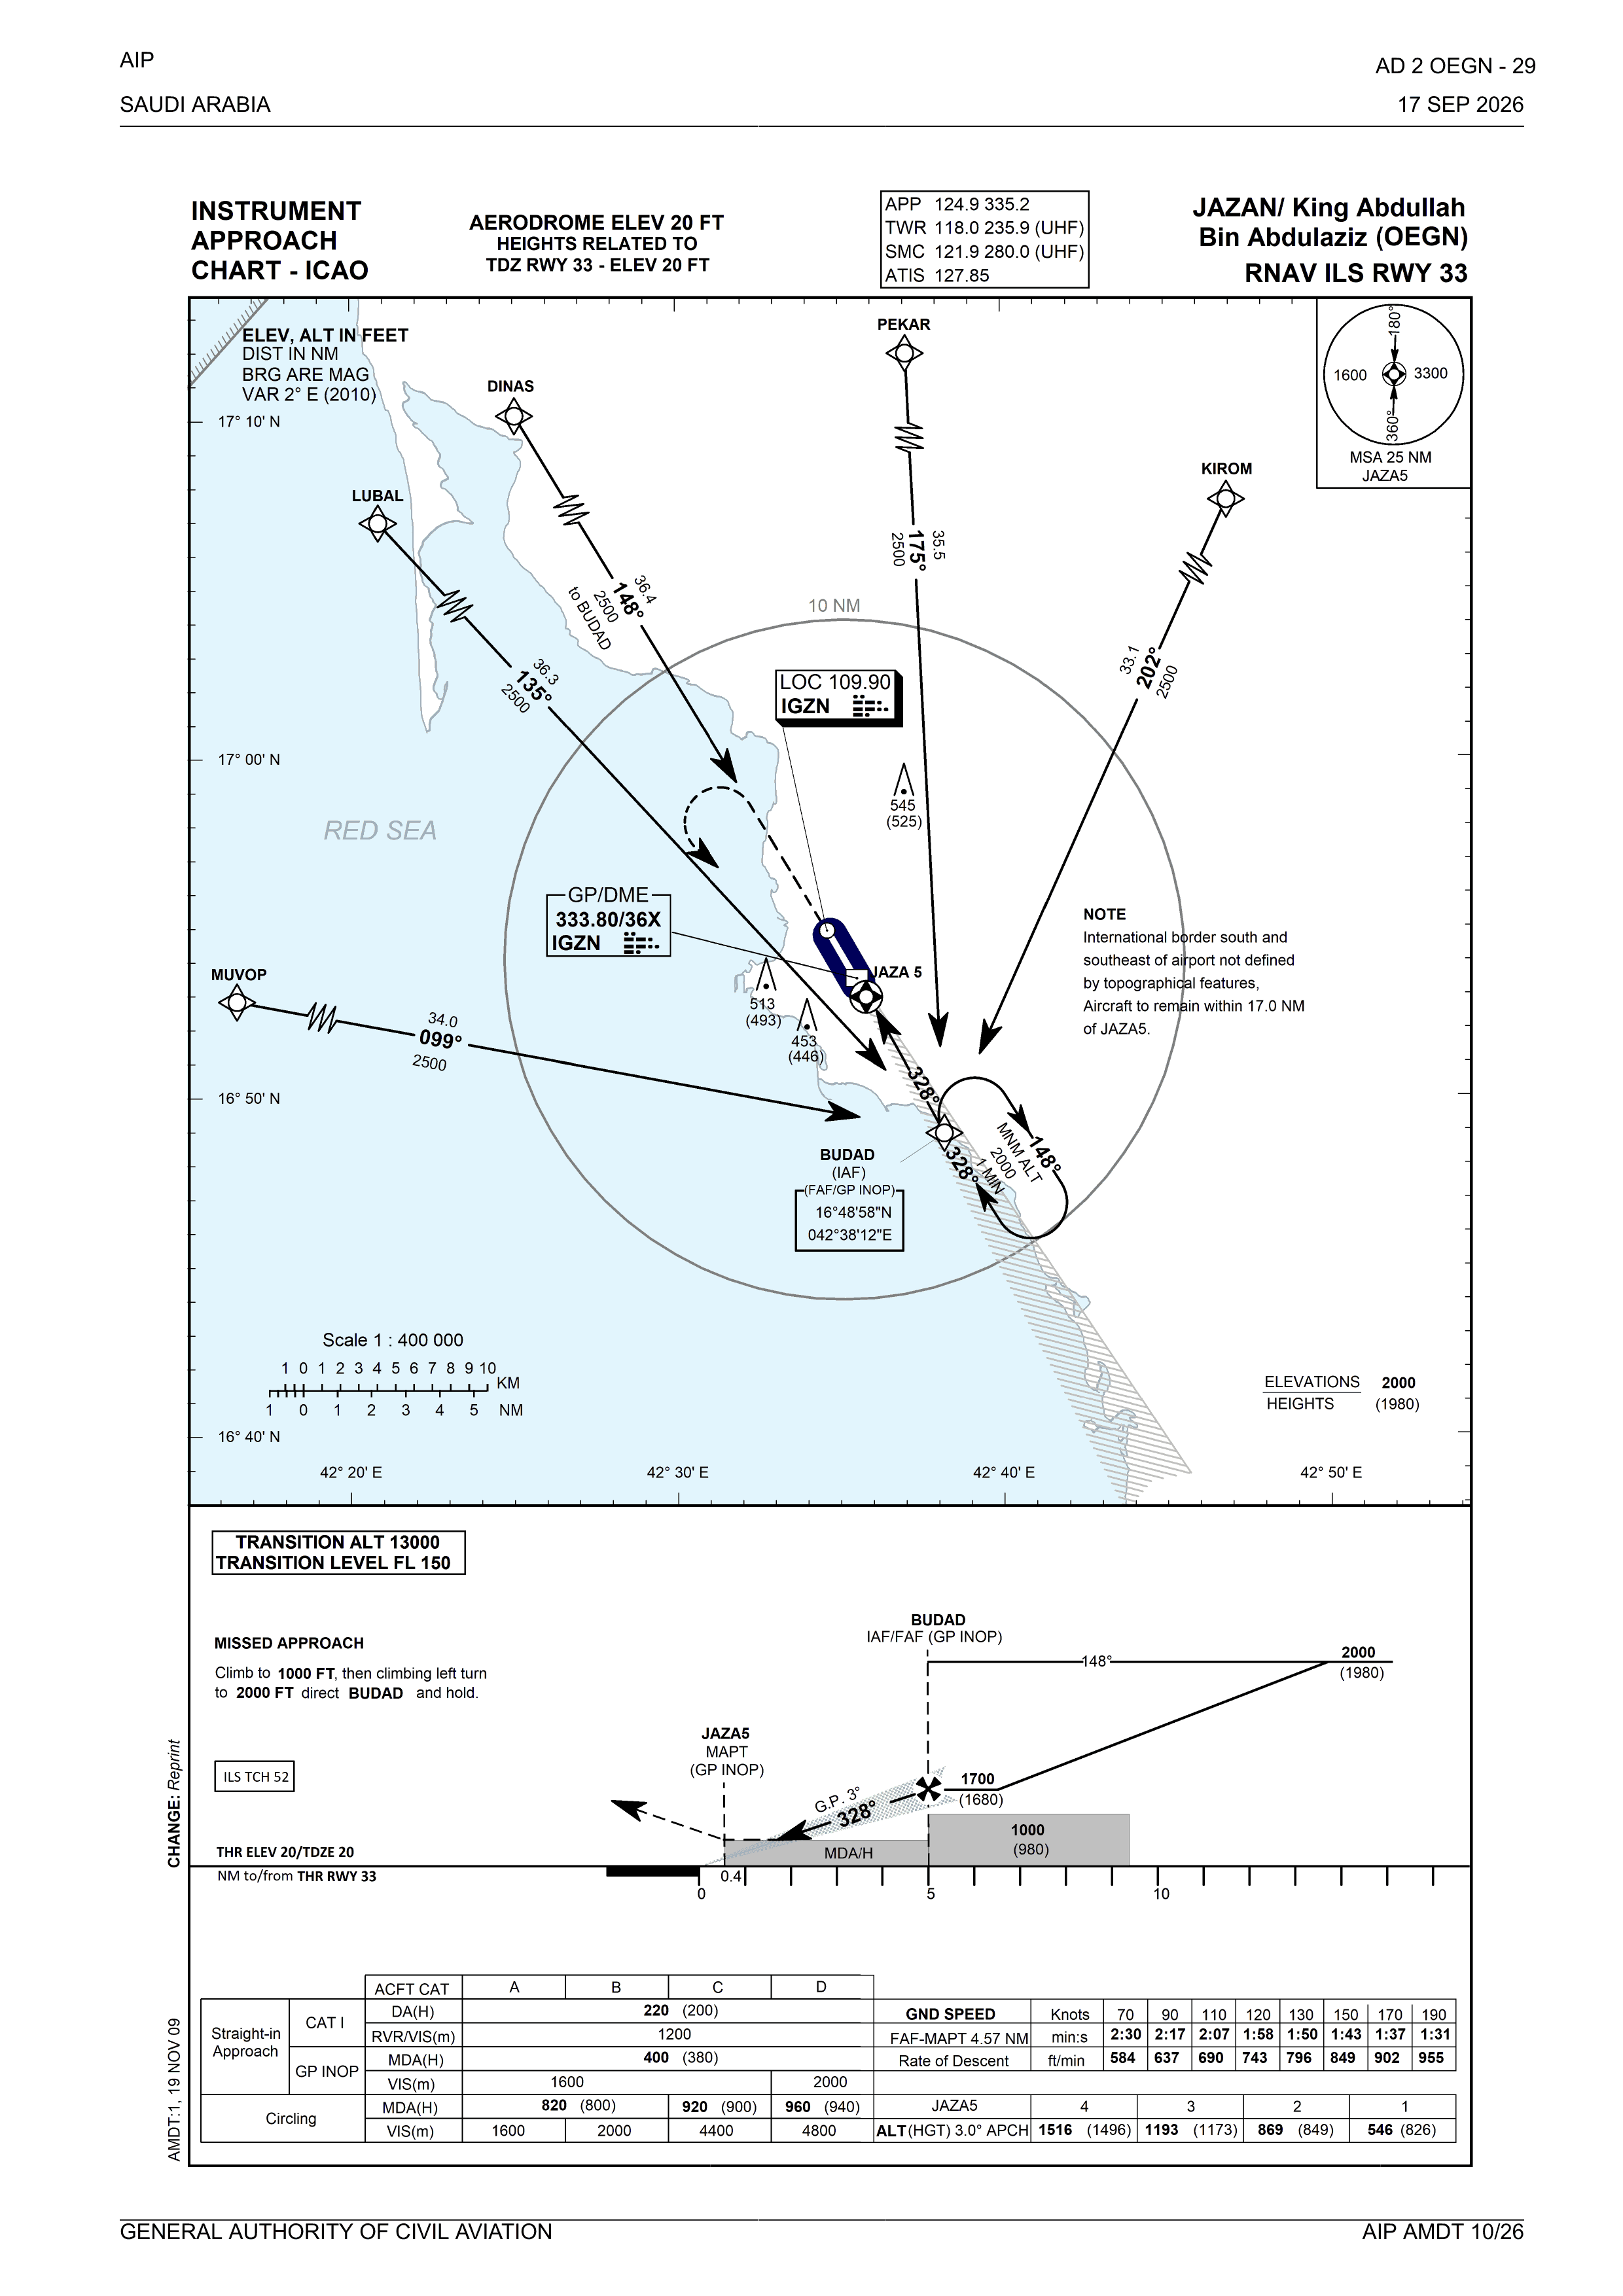 AIP
AD 2 OEGN - 29
SAUDI ARABIA
17 SEP 2026
INSTRUMENT
APPROACH
CHART - ICAO
AERODROME ELEV 20 FT
HEIGHTS RELATED TO
TDZ RWY 33 - ELEV 20 FT
APP 124.9 335.2
TWR 118.0 235.9 (UHF)
SMC 121.9 280.0 (UHF)
ATIS 127.85
JAZAN/ King Abdullah
Bin Abdulaziz (OEGN)
RNAV ILS RWY 33
ELEV, ALT IN FEET
DIST IN NM
BRG ARE MAG
VAR 2° E (2010)
180°
1600
3300
360°
MSA 25 NM
JAZA5
PEKAR
DINAS
17° 10' N
KIROM
LUBAL
35.5
175°
2500
36.4
148°
2500
to BUDAD
10 NM
33.1
202°
2500
36.3
135°
2500
LOC 109.90
IGZN
17° 00' N
545
(525)
RED SEA
GP/DME
333.80/36X
IGZN
NOTE
International border south and
southeast of airport not defined
by topographical features,
Aircraft to remain within 17.0 NM
of JAZA5.
MUVOP
JAZA 5
513
(493)
34.0
099°
2500
453
(446)
328°
16° 50' N
BUDAD
(IAF)
(FAF/GP INOP)
16°48'58"N
042°38'12"E
328°
1 MIN
MNM ALT
2000
148°
Scale 1 : 400 000
1 0 1 2 3 4 5 6 7 8 9 10
KM
1 0 1 2 3 4 5 NM
ELEVATIONS 2000
HEIGHTS (1980)
16° 40' N
42° 20' E
42° 30' E
42° 40' E
42° 50' E
TRANSITION ALT 13000
TRANSITION LEVEL FL 150
BUDAD
IAF/FAF (GP INOP)
MISSED APPROACH
Climb to 1000 FT, then climbing left turn
to 2000 FT direct BUDAD and hold.
148°
2000
(1980)
JAZA5
MAPT
(GP INOP)
ILS TCH 52
G.P. 3°
328°
1700
(1680)
1000
(980)
MDA/H
THR ELEV 20/TDZE 20
NM to/from THR RWY 33
0.4
0
5
10
CHANGE: Reprint
AMDT:1, 19 NOV 09
ACFT CAT A B C D
Straight-in
Approach
CAT I
DA(H) 220 (200)
RVR/VIS(m) 1200
GP INOP
MDA(H) 400 (380)
VIS(m) 1600 2000
Circling
MDA(H) 820 (800) 920 (900) 960 (940)
VIS(m) 1600 2000 4400 4800
GND SPEED Knots 70 90 110 120 130 150 170 190
FAF-MAPT 4.57 NM min:s 2:30 2:17 2:07 1:58 1:50 1:43 1:37 1:31
Rate of Descent ft/min 584 637 690 743 796 849 902 955
JAZA5 4 3 2 1
ALT(HGT) 3.0° APCH 1516 (1496) 1193 (1173) 869 (849) 546 (826)
GENERAL AUTHORITY OF CIVIL AVIATION
AIP AMDT 10/26